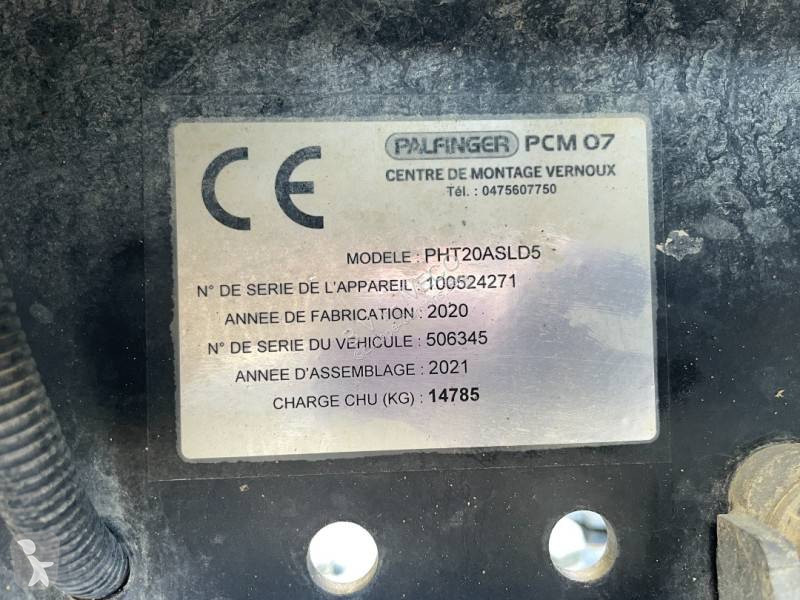 CE
PALFINGER PCM 07
CENTRE DE MONTAGE VERNOUX
Tél. : 0475607750
MODELE : PHT20ASLD5
N° DE SERIE DE L'APPAREIL : 100524271
ANNEE DE FABRICATION : 2020
N° DE SERIE DU VEHICULE : 506345
ANNEE D'ASSEMBLAGE : 2021
CHARGE CHU (KG) : 14785